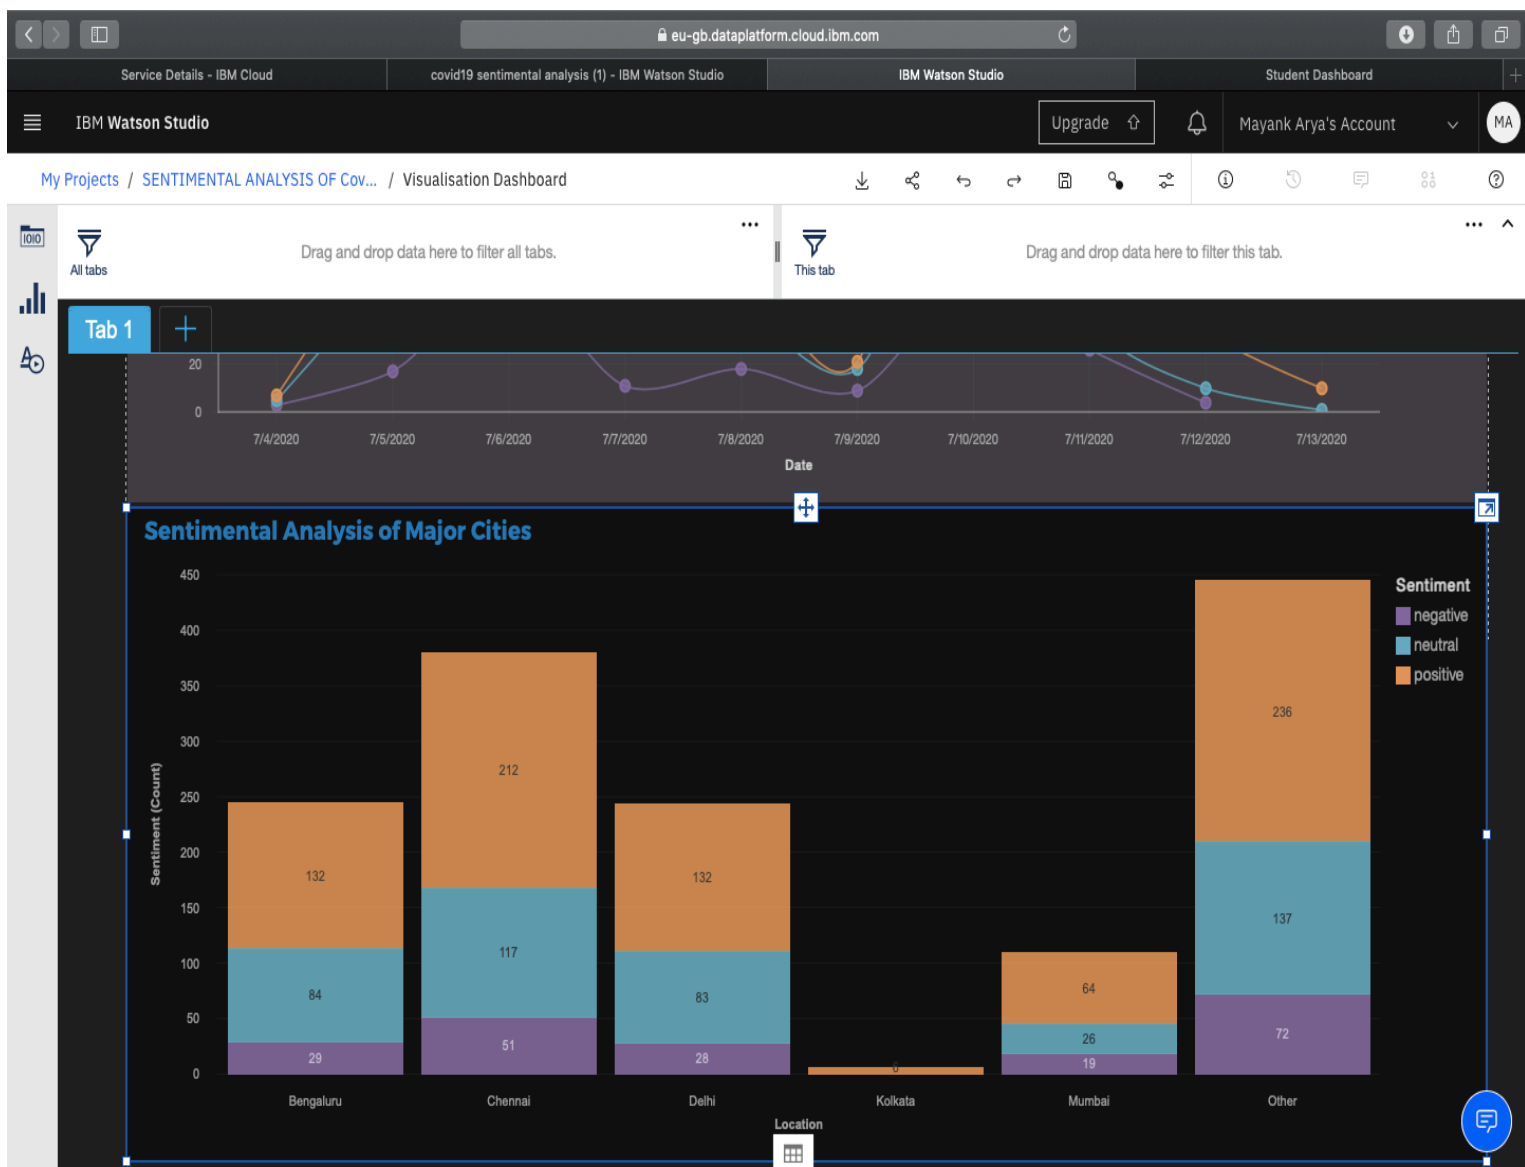 eu-gb.dataplatform.cloud.ibm.com
Service Details - IBM Cloud
covid19 sentimental analysis (1) - IBM Watson Studio
IBM Watson Studio
Student Dashboard
IBM Watson Studio
Upgrade
Mayank Arya's Account
MA
My Projects / SENTIMENTAL ANALYSIS OF Cov... / Visualisation Dashboard
All tabs
Drag and drop data here to filter all tabs.
This tab
Drag and drop data here to filter this tab.
Tab 1
20
0
7/4/2020 7/5/2020 7/6/2020 7/7/2020 7/8/2020 7/9/2020 7/10/2020 7/11/2020 7/12/2020 7/13/2020
Date
Sentimental Analysis of Major Cities
Sentiment
negative
neutral
positive
Sentiment (Count)
450
400
350
300
250
200
150
100
50
0
132
84
29
212
117
51
132
83
28
64
26
19
236
137
72
Bengaluru Chennai Delhi Kolkata Mumbai Other
Location